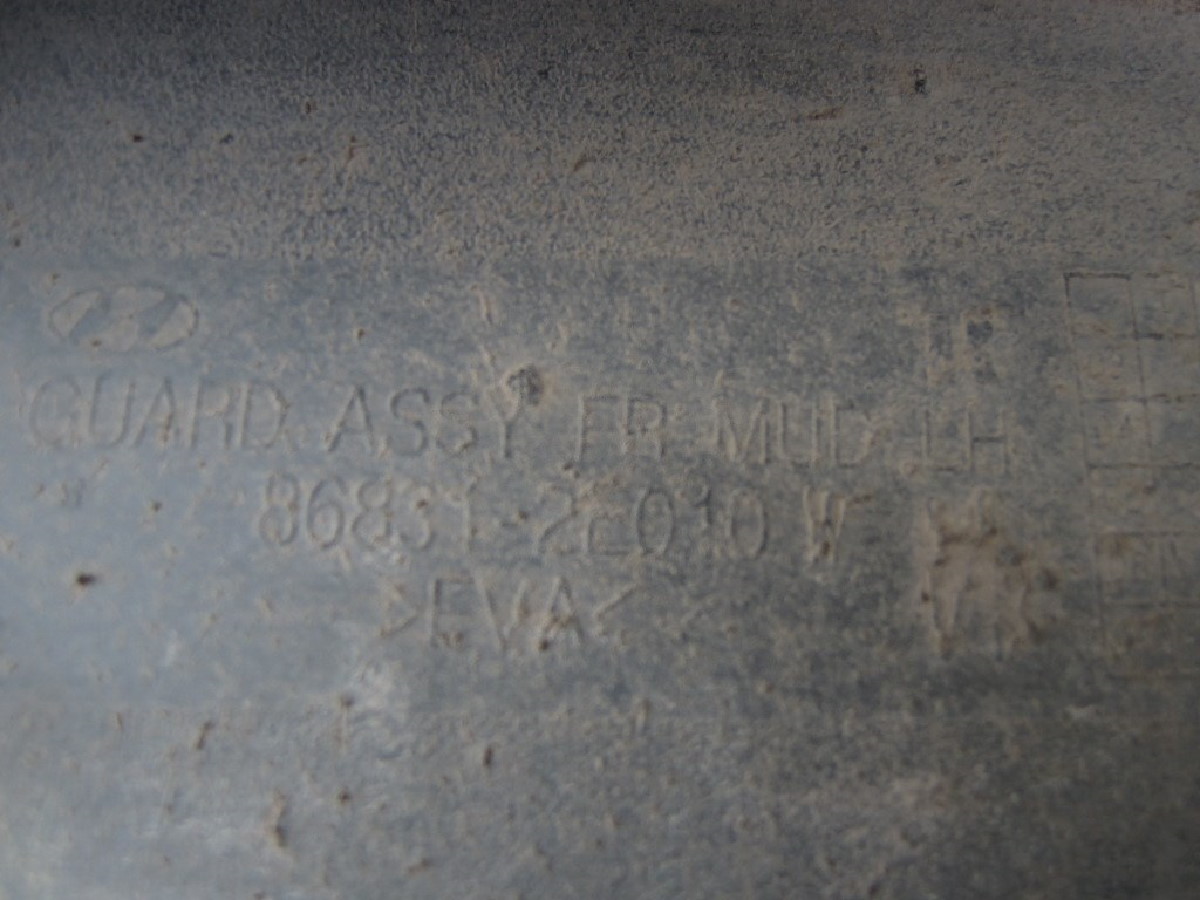 GUARD ASSY FR MUD LH
86831-2E010 W
>EVA<